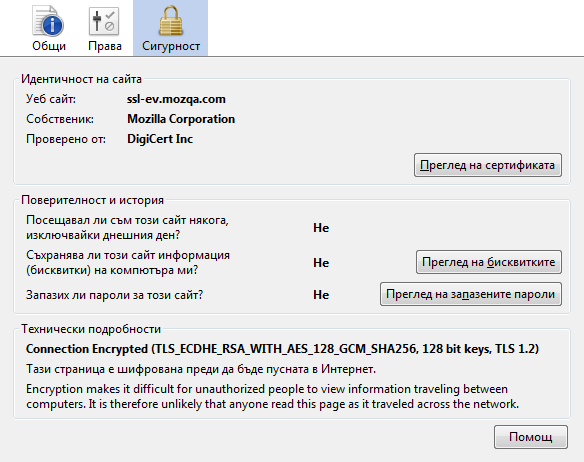 Общи Права Сигурност
Идентичност на сайта
Уеб сайт: ssl-ev.mozqa.com
Собственик: Mozilla Corporation
Проверено от: DigiCert Inc
Преглед на сертификата
Поверителност и история
Посещавал ли съм този сайт някога,
изключвайки днешния ден? Не
Съхранява ли този сайт информация
(бисквитки) на компютъра ми? Не Преглед на бисквитките
Запазих ли пароли за този сайт? Не Преглед на запазените пароли
Технически подробности
Connection Encrypted (TLS_ECDHE_RSA_WITH_AES_128_GCM_SHA256, 128 bit keys, TLS 1.2)
Тази страница е шифрована преди да бъде пусната в Интернет.
Encryption makes it difficult for unauthorized people to view information traveling between
computers. It is therefore unlikely that anyone read this page as it traveled across the network.
Помощ